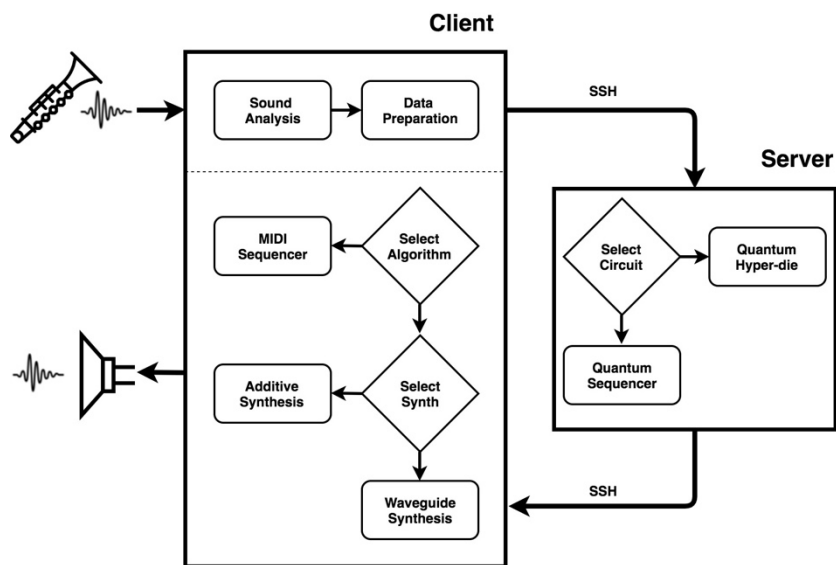 Client
Sound
Analysis
Data
Preparation
SSH
Server
MIDI
Sequencer
Select
Algorithm
Select
Circuit
Quantum
Hyper-die
Additive
Synthesis
Select
Synth
Quantum
Sequencer
Waveguide
Synthesis
SSH